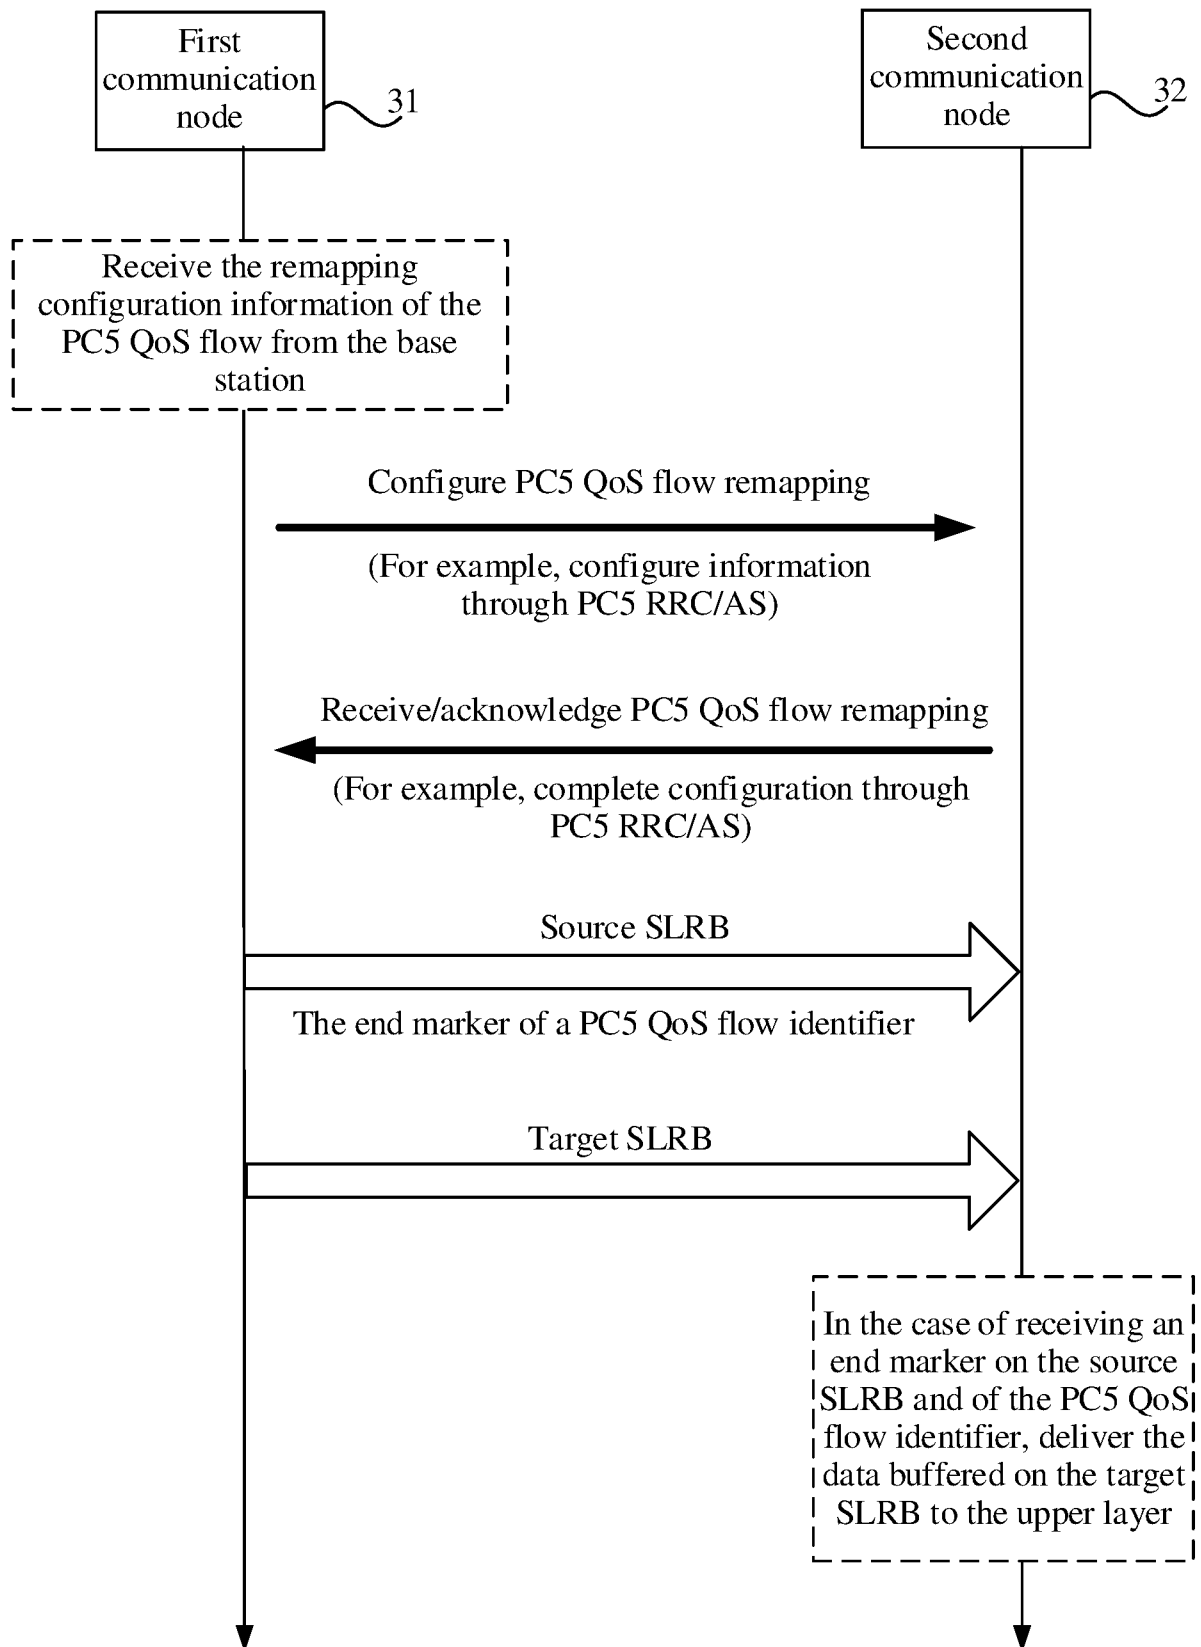 First
communication
node
31
Second
communication
node
32
Receive the remapping
configuration information of the
PC5 QoS flow from the base
station
Configure PC5 QoS flow remapping
(For example, configure information
through PC5 RRC/AS)
Receive/acknowledge PC5 QoS flow remapping
(For example, complete configuration through
PC5 RRC/AS)
Source SLRB
The end marker of a PC5 QoS flow identifier
Target SLRB
In the case of receiving an
end marker on the source
SLRB and of the PC5 QoS
flow identifier, deliver the
data buffered on the target
SLRB to the upper layer